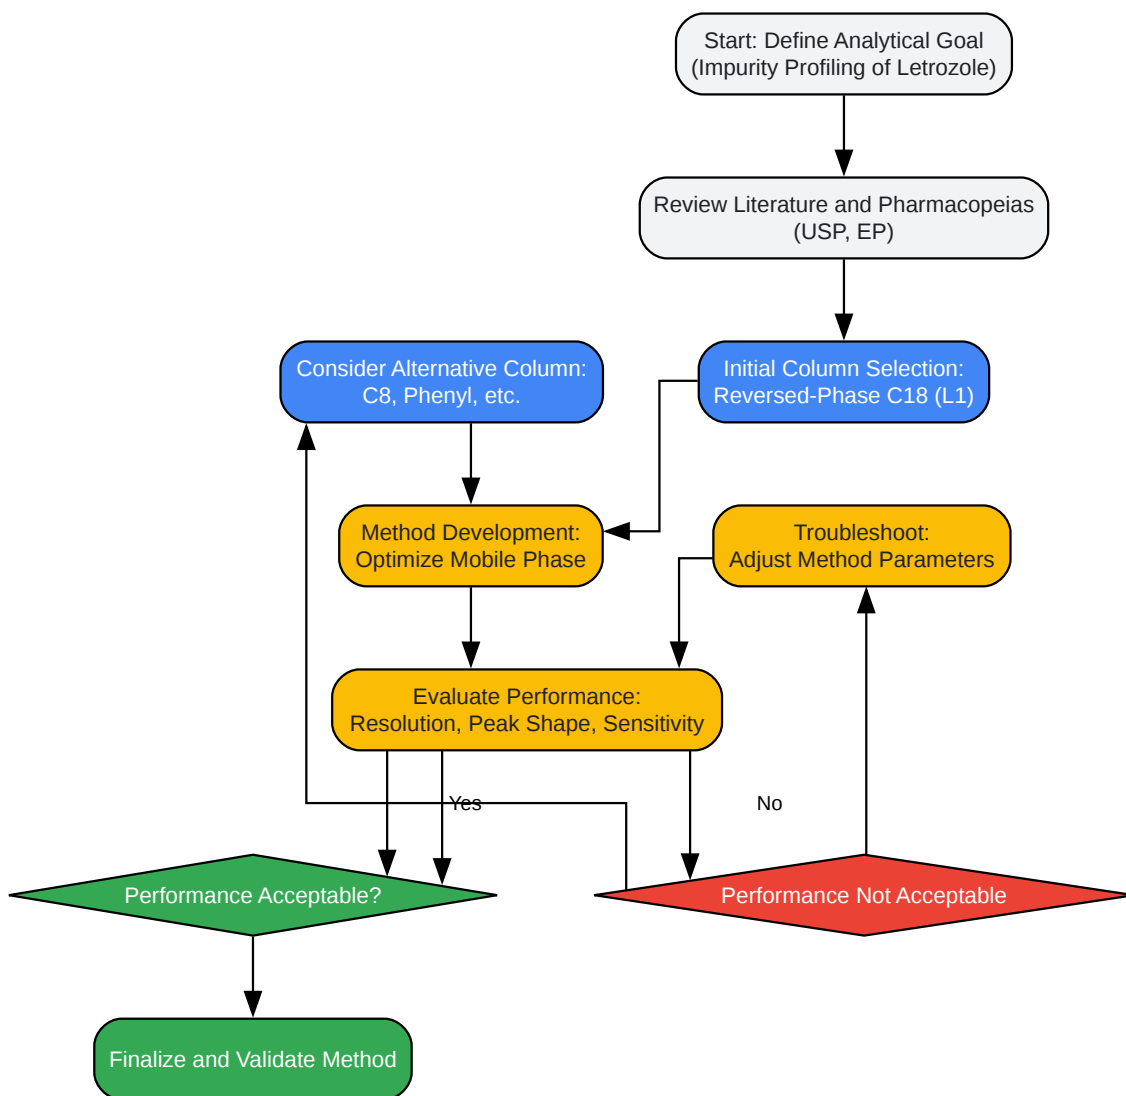 Start: Define Analytical Goal
(Impurity Profiling of Letrozole)
Review Literature and Pharmacopeias
(USP, EP)
Consider Alternative Column:
C8, Phenyl, etc.
Initial Column Selection:
Reversed-Phase C18 (L1)
Method Development:
Optimize Mobile Phase
Troubleshoot:
Adjust Method Parameters
Evaluate Performance:
Resolution, Peak Shape, Sensitivity
Yes
No
Performance Acceptable?
Performance Not Acceptable
Finalize and Validate Method